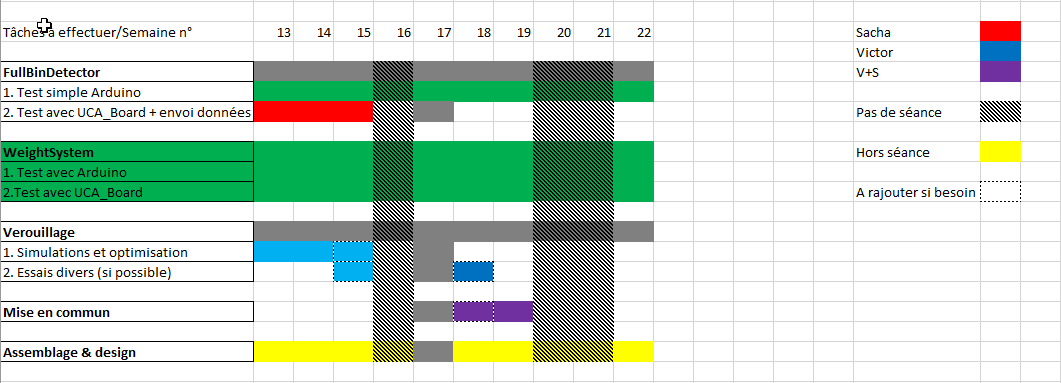 Tâches à effectuer/Semaine n° 13 14 15 16 17 18 19 20 21 22
Sacha
Victor
FullBinDetector
V+S
1. Test simple Arduino
2. Test avec UCA_Board + envoi données
Pas de séance
WeightSystem
Hors séance
1. Test avec Arduino
2.Test avec UCA_Board
A rajouter si besoin
Verouillage
1. Simulations et optimisation
2. Essais divers (si possible)
Mise en commun
Assemblage & design